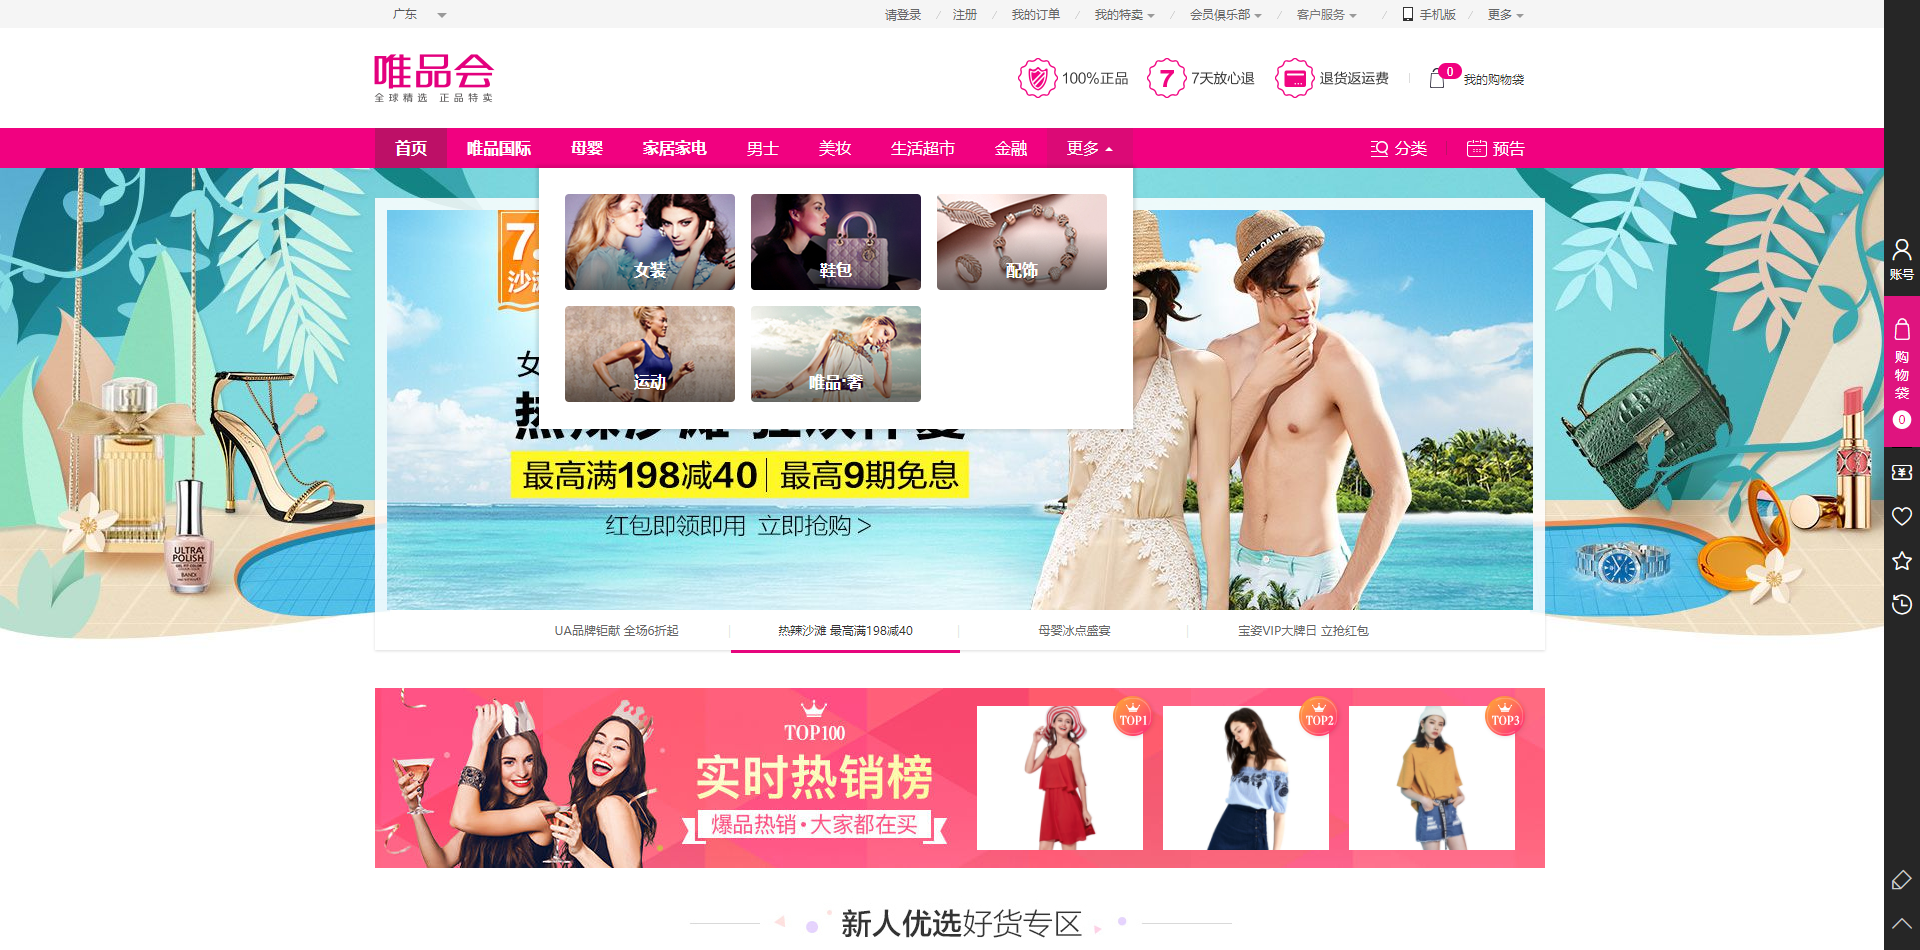 广东
请登录 / 注册 / 我的订单 / 我的特卖 / 会员俱乐部 / 客户服务 / 手机版 / 更多
唯品会
全球精选 正品特卖
100%正品
7 7天放心退
退货返运费
0 我的购物袋
首页 唯品国际 母婴 家居家电 男士 美妆 生活超市 金融 更多 分类 预告
女装 鞋包 配饰
运动 唯品·奢
7.
沙滩
女
热辣沙滩
最高满198减40 | 最高9期免息
红包即领即用 立即抢购 >
ULTRA
POLISH
GEL FIT COLOR
BANDI
UA品牌钜献 全场6折起
热辣沙滩 最高满198减40
母婴冰点盛宴
宝姿VIP大牌日 立抢红包
TOP100
实时热销榜
爆品热销·大家都在买
TOP1
TOP2
TOP3
新人优选好货专区
账号
购物袋
0